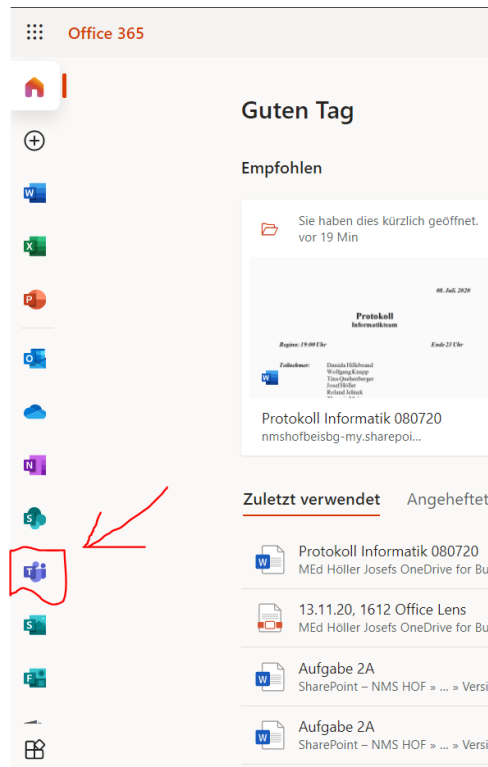 Office 365
Guten Tag
Empfohlen
Sie haben dies kürzlich geöffnet.
vor 19 Min
08. Juli. 2020
Protokoll
Informatikteam
Beginn: 19:00 Uhr Ende 23 Uhr
Teilnehmer: Daniela Hillebrand
Wolfgang Knapp
Tina Quehenberger
Josef Höller
Roland Jelinek
Protokoll Informatik 080720
nmshofbeisbg-my.sharepoi...
Zuletzt verwendet Angeheftet
Protokoll Informatik 080720
MEd Höller Josefs OneDrive for Bu
13.11.20, 1612 Office Lens
MEd Höller Josefs OneDrive for Bu
Aufgabe 2A
SharePoint – NMS HOF » ... » Versi
Aufgabe 2A
SharePoint – NMS HOF » ... » Versi